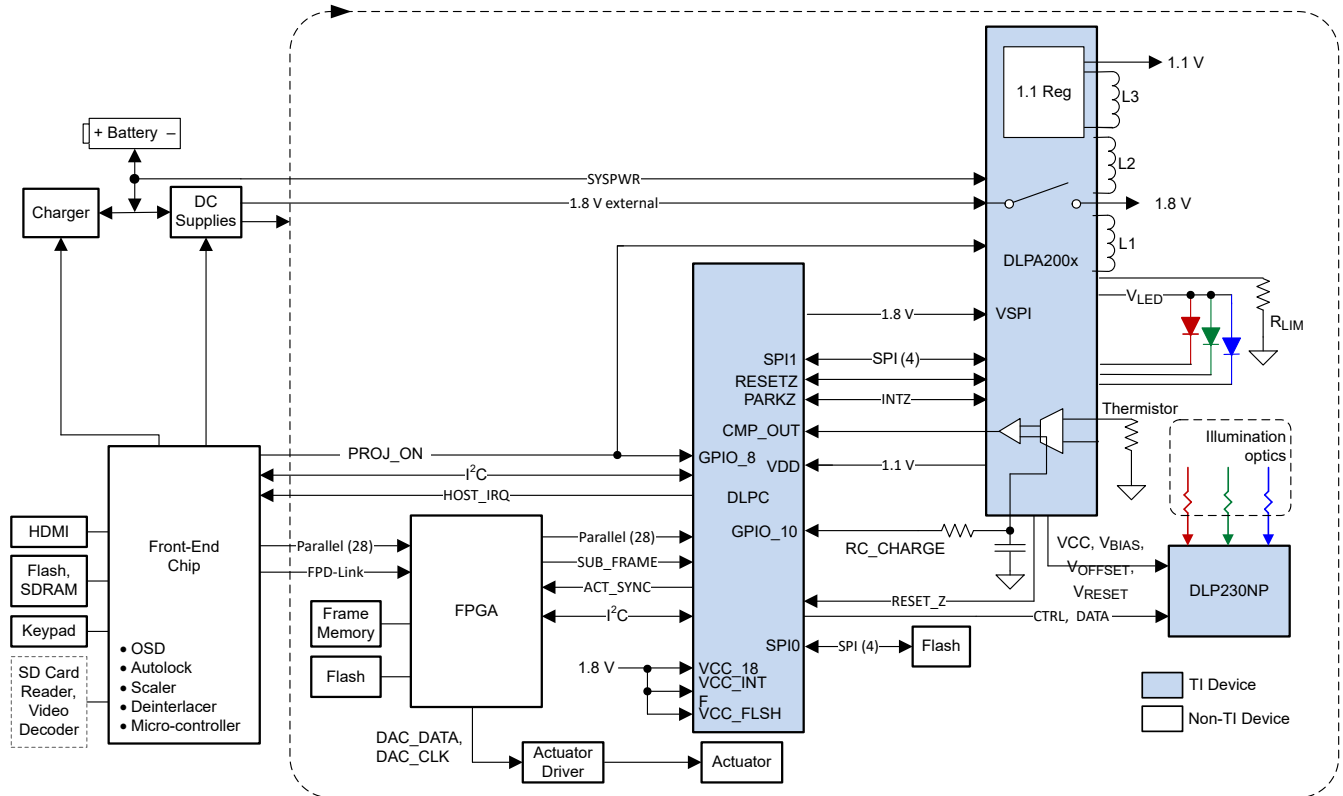 + Battery –
Charger
DC
Supplies
SYSPWR
1.8 V external
1.1 Reg
1.1 V
L3
L2
1.8 V
L1
DLPA200x
VSPI
VLED
RLIM
1.8 V
SPI1
SPI (4)
RESETZ
PARKZ
INTZ
CMP_OUT
Thermistor
Illumination
optics
PROJ_ON
GPIO_8
I2C
VDD
1.1 V
HOST_IRQ
DLPC
HDMI
Flash,
SDRAM
Keypad
SD Card
Reader,
Video
Decoder
Front-End
Chip
• OSD
• Autolock
• Scaler
• Deinterlacer
• Micro-controller
Parallel (28)
FPD-Link
FPGA
Frame
Memory
Flash
Parallel (28)
SUB_FRAME
ACT_SYNC
I2C
GPIO_10
RC_CHARGE
VCC, VBIAS,
VOFFSET,
VRESET
DLP230NP
RESET_Z
CTRL, DATA
SPI0
SPI (4)
Flash
1.8 V
VCC_18
VCC_INT
F
VCC_FLSH
DAC_DATA,
DAC_CLK
Actuator
Driver
Actuator
TI Device
Non-TI Device